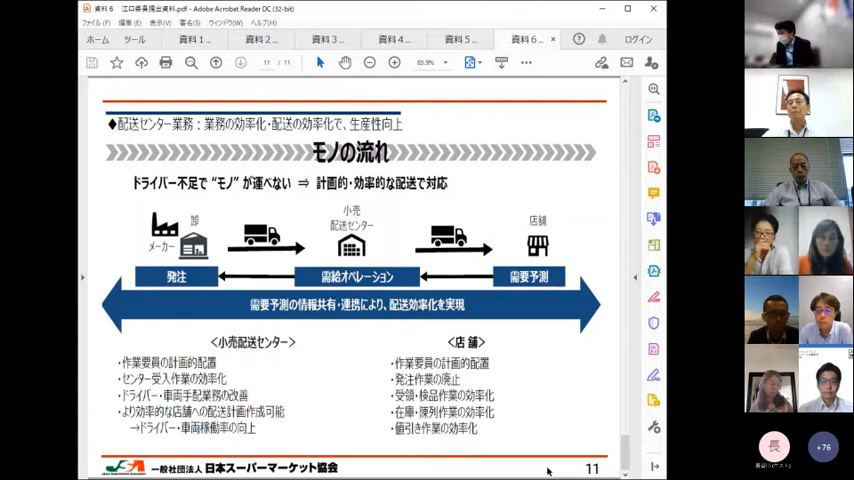 資料6 江口委員提出資料.pdf - Adobe Acrobat Reader DC (32-bit)
ファイル(F) 編集(E) 表示(V) 署名(S) ウィンドウ(W) ヘルプ(H)
ホーム ツール 資料1... 資料2... 資料3... 資料4... 資料5... 資料6... × ログイン
11 / 11 85.9%
◆配送センター業務:業務の効率化・配送の効率化で、生産性向上
モノの流れ
ドライバー不足で“モノ”が運べない ⇒ 計画的・効率的な配送で対応
メーカー
卸
小売
配送センター
店舗
発注 需給オペレーション 需要予測
需要予測の情報共有・連携により、配送効率化を実現
<小売配送センター>
・作業要員の計画的配置
・センター受入作業の効率化
・ドライバー・車両手配業務の改善
・より効率的な店舗への配送計画作成可能
→ドライバー・車両稼働率の向上
<店 舗>
・作業要員の計画的配置
・発注作業の廃止
・受領・検品作業の効率化
・在庫・陳列作業の効率化
・値引き作業の効率化
一般社団法人 日本スーパーマーケット協会
11
長
+76